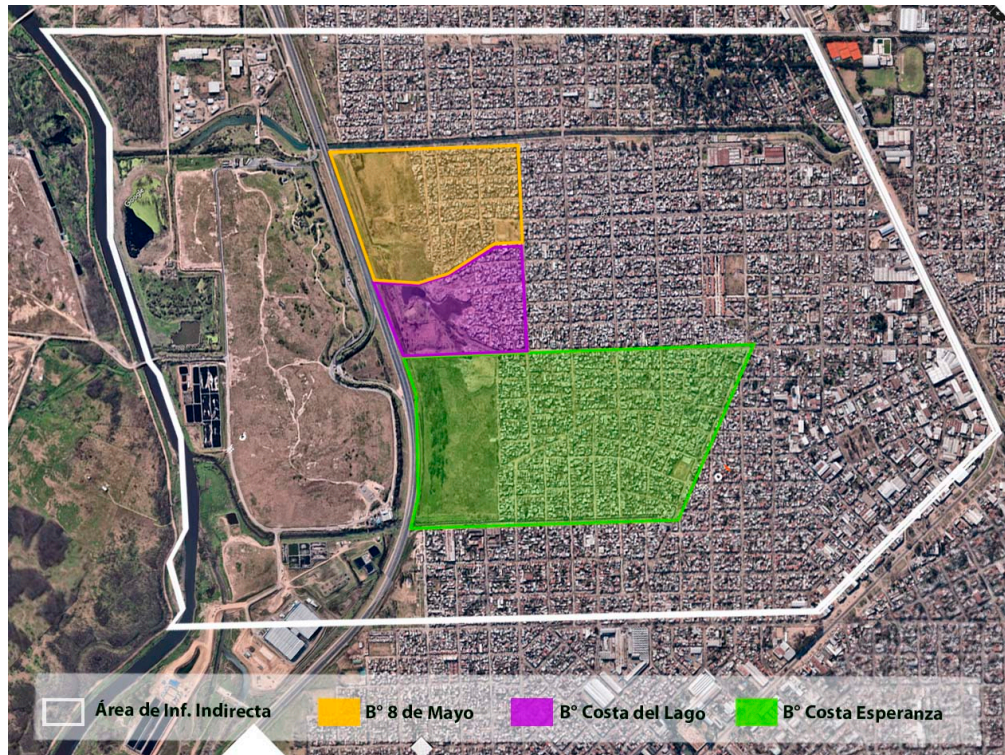 Área de Inf. Indirecta
B° 8 de Mayo
B° Costa del Lago
B° Costa Esperanza